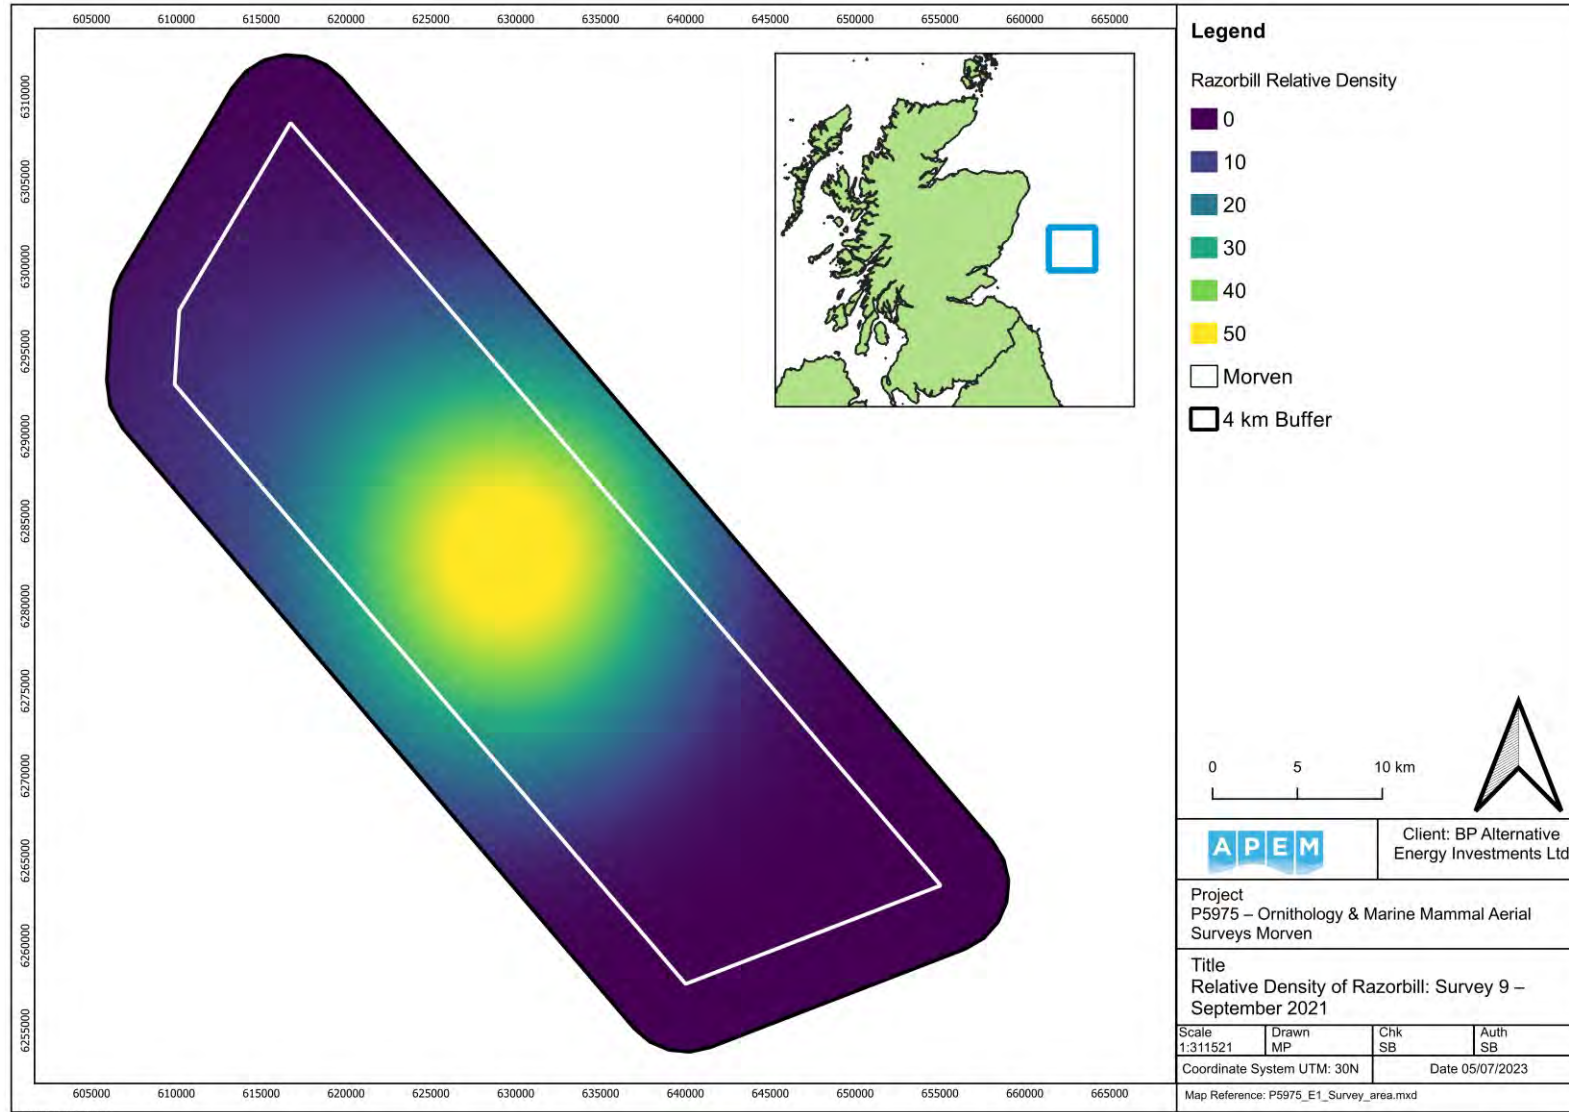 605000 610000 615000 620000 625000 630000 635000 640000 645000 650000 655000 660000 665000
6310000
6305000
6300000
6295000
6290000
6285000
6280000
6275000
6270000
6265000
6260000
6255000
605000 610000 615000 620000 625000 630000 635000 640000 645000 650000 655000 660000 665000
Legend
Razorbill Relative Density
0
10
20
30
40
50
Morven
4 km Buffer
0 5 10 km
APEM
Client: BP Alternative
Energy Investments Ltd
Project
P5975 – Ornithology & Marine Mammal Aerial
Surveys Morven
Title
Relative Density of Razorbill: Survey 9 –
September 2021
Scale Drawn Chk Auth
1:311521 MP SB SB
Coordinate System UTM: 30N Date 05/07/2023
Map Reference: P5975_E1_Survey_area.mxd